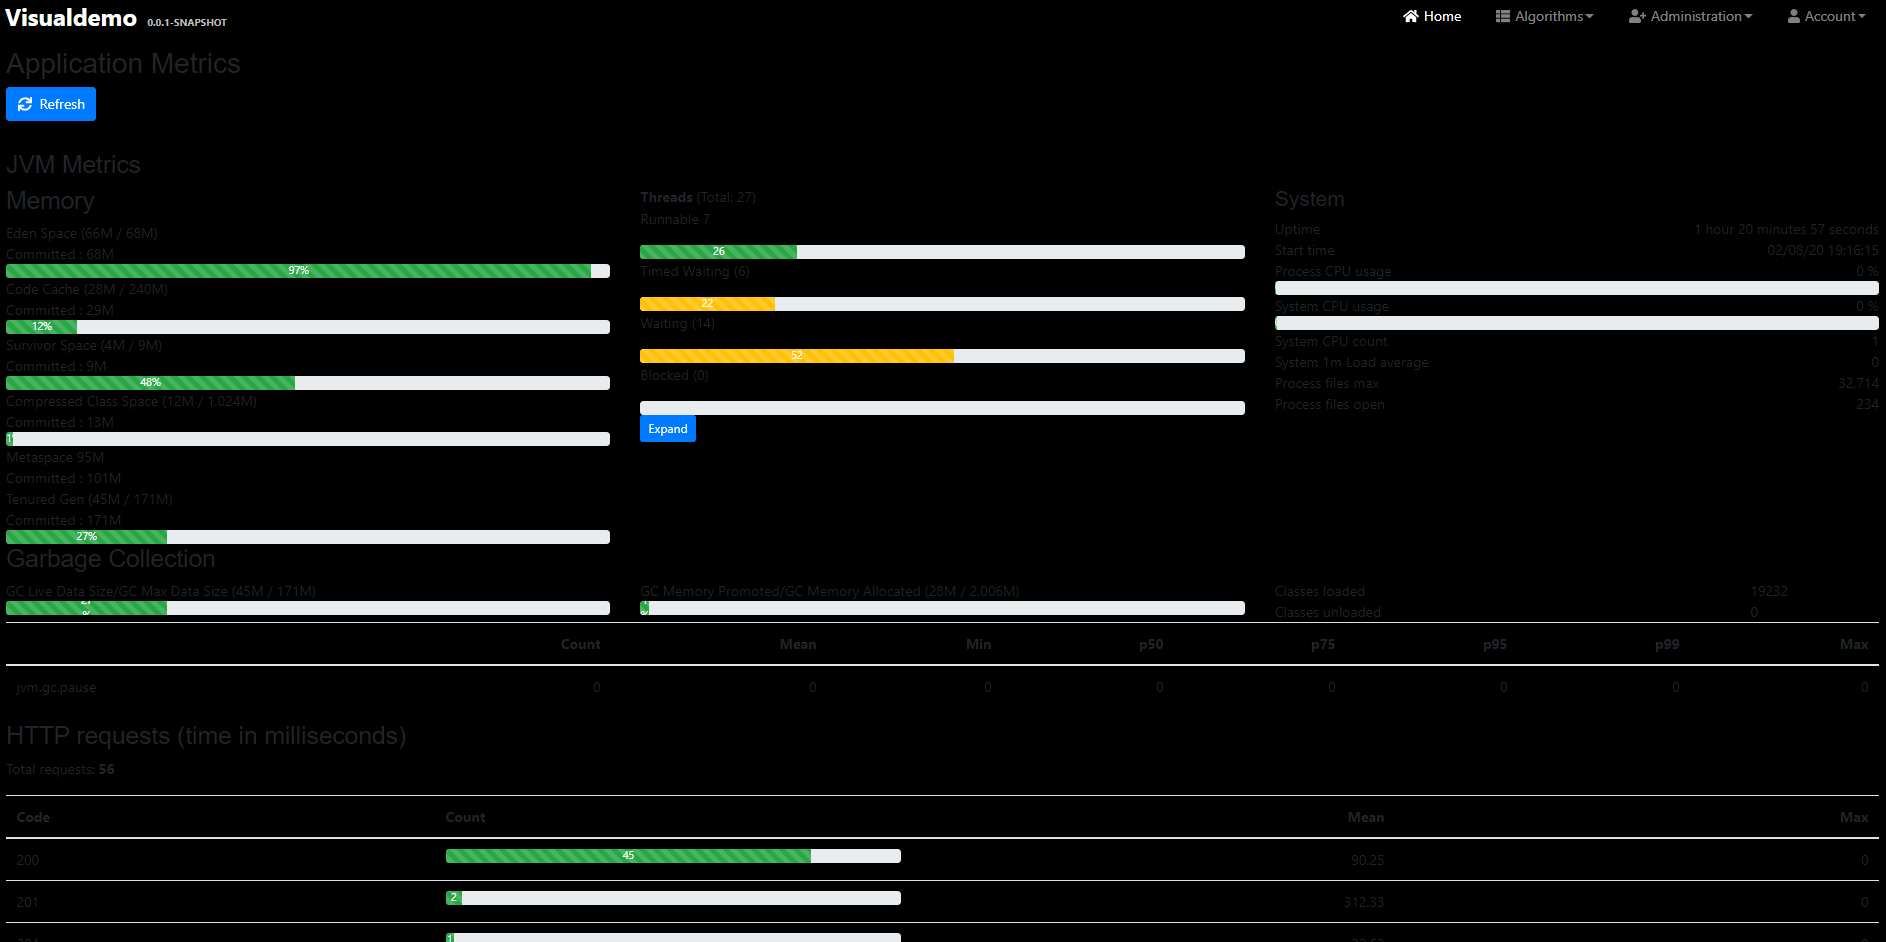 Visualdemo 0.0.1-SNAPSHOT
Home Algorithms Administration Account
Application Metrics
Refresh
JVM Metrics
Memory
Eden Space (66M / 68M)
Committed : 68M
97%
Code Cache (28M / 240M)
Committed : 29M
12%
Survivor Space (4M / 9M)
Committed : 9M
48%
Compressed Class Space (12M / 1,024M)
Committed : 13M
Metaspace 95M
Committed : 101M
Tenured Gen (45M / 171M)
Committed : 171M
27%
Threads (Total: 27)
Runnable 7
26
Timed Waiting (6)
22
Waiting (14)
52
Blocked (0)
Expand
System
Uptime 1 hour 20 minutes 57 seconds
Start time 02/08/20 19:16:15
Process CPU usage 0 %
System CPU usage 0 %
System CPU count 1
System 1m Load average 0
Process files max 32,714
Process files open 234
Garbage Collection
GC Live Data Size/GC Max Data Size (45M / 171M)
GC Memory Promoted/GC Memory Allocated (28M / 2,006M)
Classes loaded 19232
Classes unloaded 0
Count Mean Min p50 p75 p95 p99 Max
jvm.gc.pause 0 0 0 0 0 0 0 0
HTTP requests (time in milliseconds)
Total requests: 56
Code Count Mean Max
200 45 90.25 0
201 2 312.33 0
1